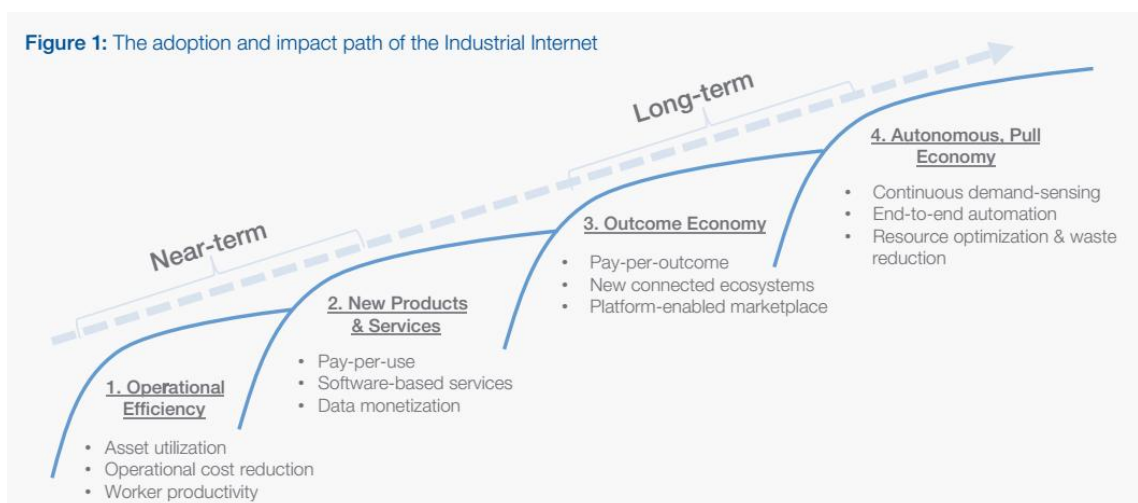 Figure 1: The adoption and impact path of the Industrial Internet
Near-term
Long-term
1. Operational
Efficiency
• Asset utilization
• Operational cost reduction
• Worker productivity
2. New Products
& Services
• Pay-per-use
• Software-based services
• Data monetization
3. Outcome Economy
• Pay-per-outcome
• New connected ecosystems
• Platform-enabled marketplace
4. Autonomous, Pull
Economy
• Continuous demand-sensing
• End-to-end automation
• Resource optimization & waste
reduction